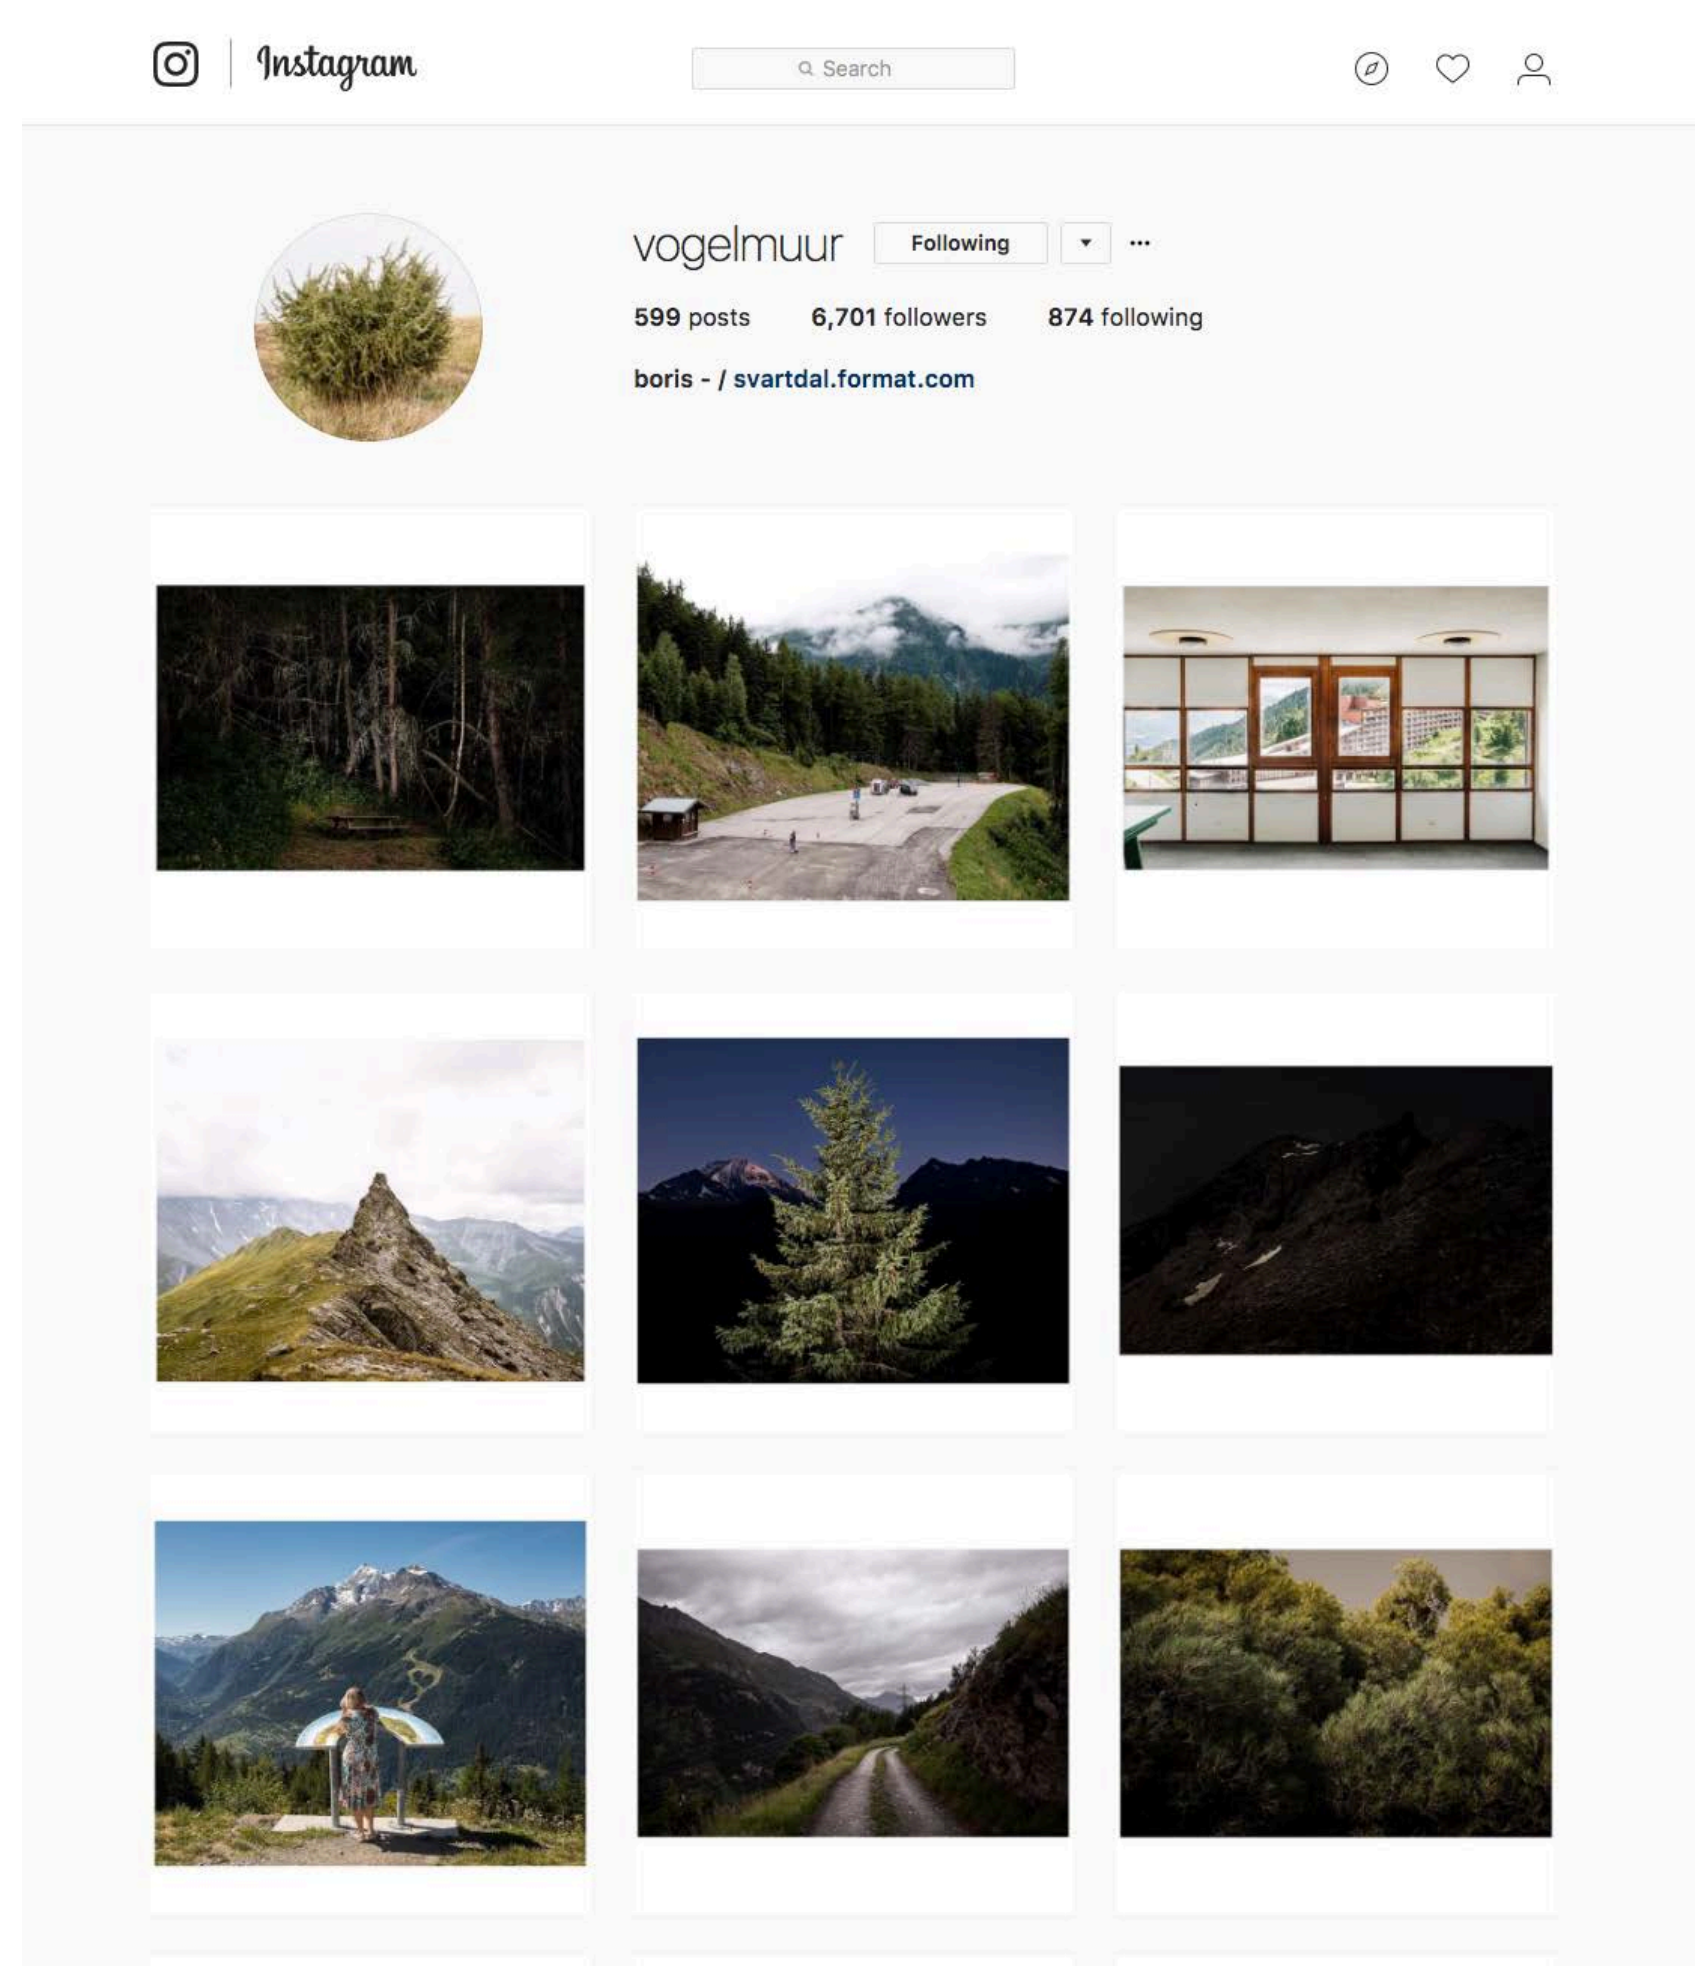 Instagram
Search
vogelmuur Following
599 posts 6,701 followers 874 following
boris - / svartdal.format.com